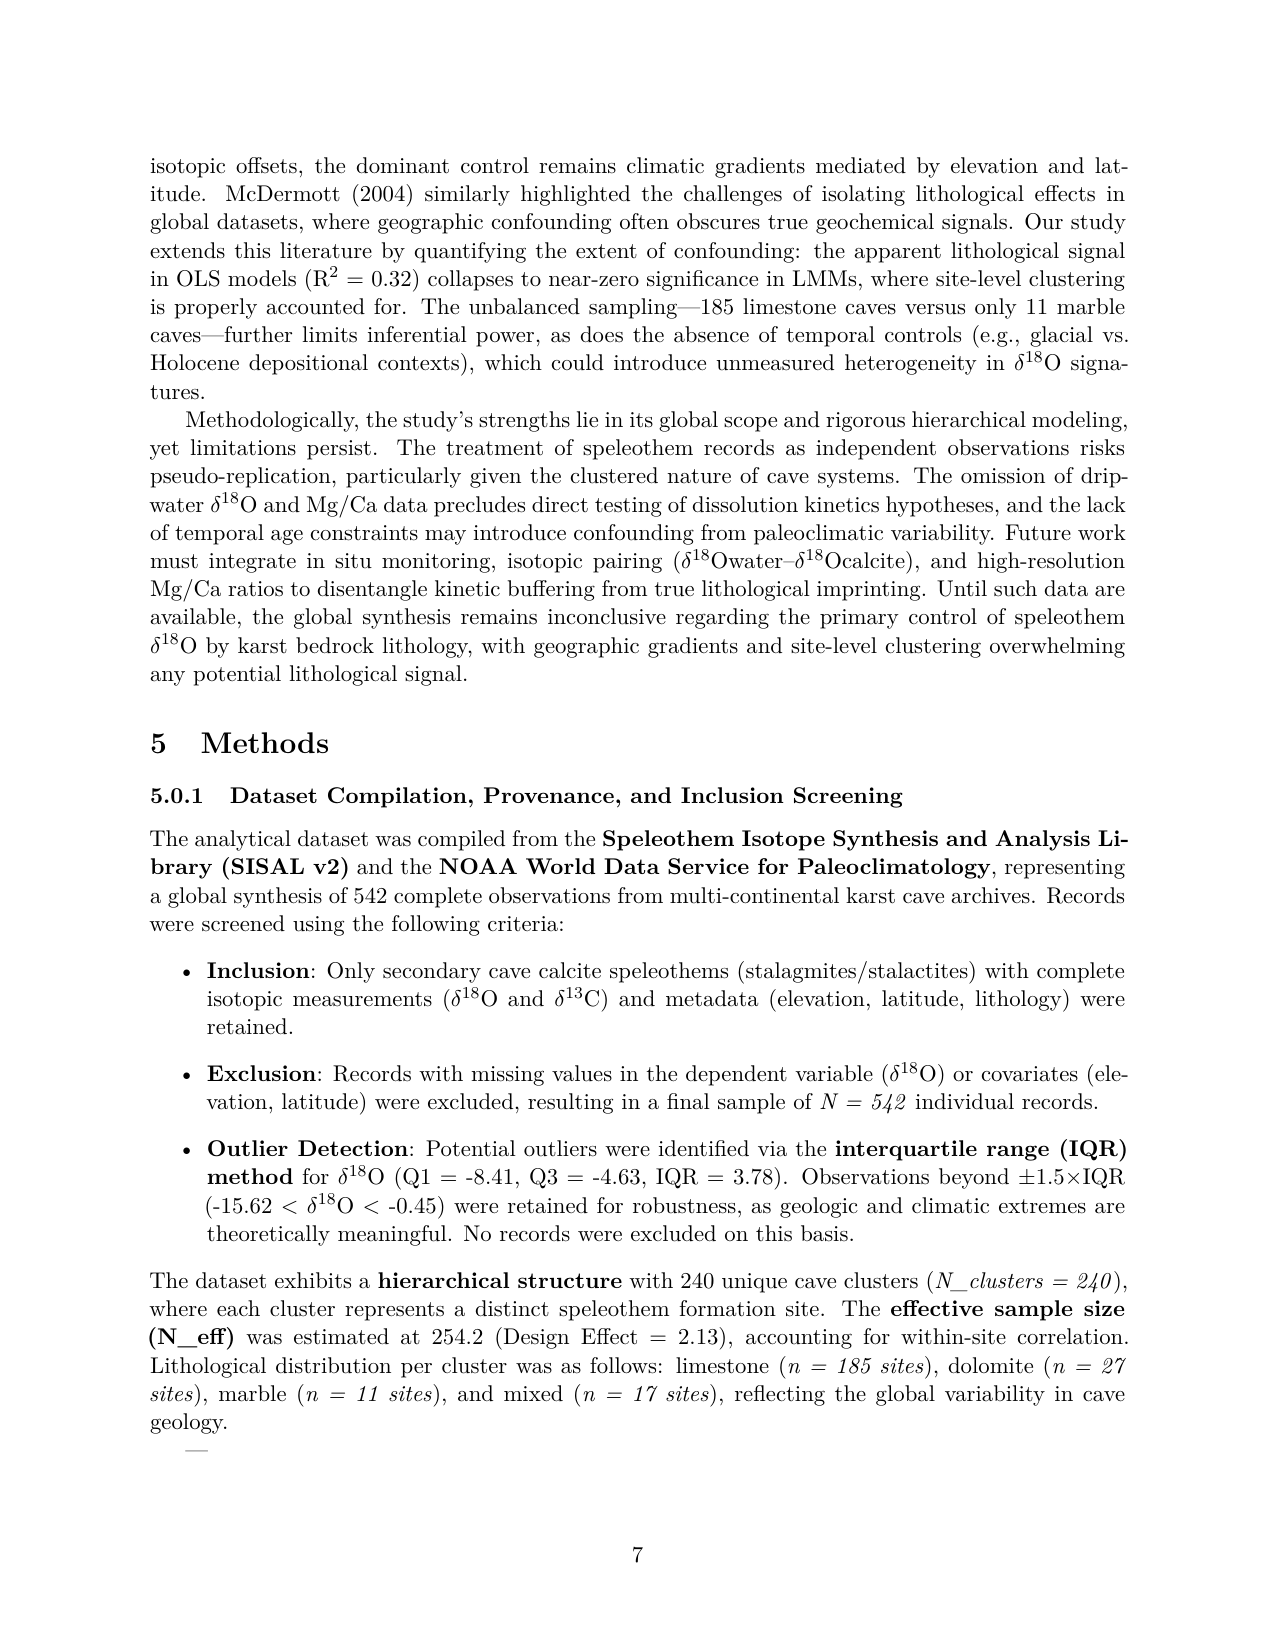 isotopic offsets, the dominant control remains climatic gradients mediated by elevation and lat-
itude. McDermott (2004) similarly highlighted the challenges of isolating lithological effects in
global datasets, where geographic confounding often obscures true geochemical signals. Our study
extends this literature by quantifying the extent of confounding: the apparent lithological signal
in OLS models (R² = 0.32) collapses to near-zero significance in LMMs, where site-level clustering
is properly accounted for. The unbalanced sampling—185 limestone caves versus only 11 marble
caves—further limits inferential power, as does the absence of temporal controls (e.g., glacial vs.
Holocene depositional contexts), which could introduce unmeasured heterogeneity in δ¹⁸O signa-
tures.
Methodologically, the study's strengths lie in its global scope and rigorous hierarchical modeling,
yet limitations persist. The treatment of speleothem records as independent observations risks
pseudo-replication, particularly given the clustered nature of cave systems. The omission of drip-
water δ¹⁸O and Mg/Ca data precludes direct testing of dissolution kinetics hypotheses, and the lack
of temporal age constraints may introduce confounding from paleoclimatic variability. Future work
must integrate in situ monitoring, isotopic pairing (δ¹⁸Owater–δ¹⁸Ocalcite), and high-resolution
Mg/Ca ratios to disentangle kinetic buffering from true lithological imprinting. Until such data are
available, the global synthesis remains inconclusive regarding the primary control of speleothem
δ¹⁸O by karst bedrock lithology, with geographic gradients and site-level clustering overwhelming
any potential lithological signal.
5 Methods
5.0.1 Dataset Compilation, Provenance, and Inclusion Screening
The analytical dataset was compiled from the Speleothem Isotope Synthesis and Analysis Li-
brary (SISAL v2) and the NOAA World Data Service for Paleoclimatology, representing
a global synthesis of 542 complete observations from multi-continental karst cave archives. Records
were screened using the following criteria:
• Inclusion: Only secondary cave calcite speleothems (stalagmites/stalactites) with complete
isotopic measurements (δ¹⁸O and δ¹³C) and metadata (elevation, latitude, lithology) were
retained.
• Exclusion: Records with missing values in the dependent variable (δ¹⁸O) or covariates (ele-
vation, latitude) were excluded, resulting in a final sample of N = 542 individual records.
• Outlier Detection: Potential outliers were identified via the interquartile range (IQR)
method for δ¹⁸O (Q1 = -8.41, Q3 = -4.63, IQR = 3.78). Observations beyond ±1.5×IQR
(-15.62 < δ¹⁸O < -0.45) were retained for robustness, as geologic and climatic extremes are
theoretically meaningful. No records were excluded on this basis.
The dataset exhibits a hierarchical structure with 240 unique cave clusters (N_clusters = 240),
where each cluster represents a distinct speleothem formation site. The effective sample size
(N_eff) was estimated at 254.2 (Design Effect = 2.13), accounting for within-site correlation.
Lithological distribution per cluster was as follows: limestone (n = 185 sites), dolomite (n = 27
sites), marble (n = 11 sites), and mixed (n = 17 sites), reflecting the global variability in cave
geology.
—
7